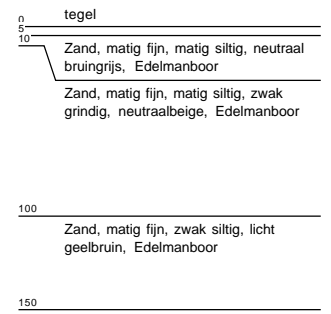 0
tegel
5
10
Zand, matig fijn, matig siltig, neutraal
bruingrijs, Edelmanboor
Zand, matig fijn, matig siltig, zwak
grindig, neutraalbeige, Edelmanboor
100
Zand, matig fijn, zwak siltig, licht
geelbruin, Edelmanboor
150